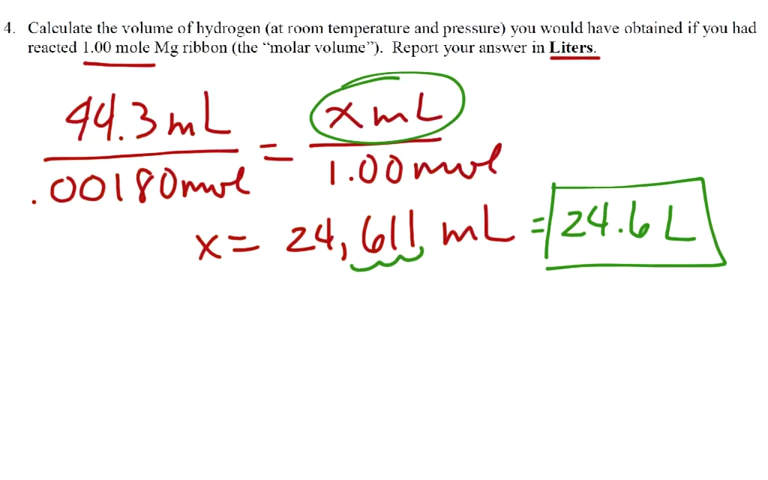 4. Calculate the volume of hydrogen (at room temperature and pressure) you would have obtained if you had
reacted 1.00 mole Mg ribbon (the “molar volume”). Report your answer in Liters.
44.3 mL / .00180 mol = x mL / 1.00 mol
x = 24,611 mL = 24.6 L